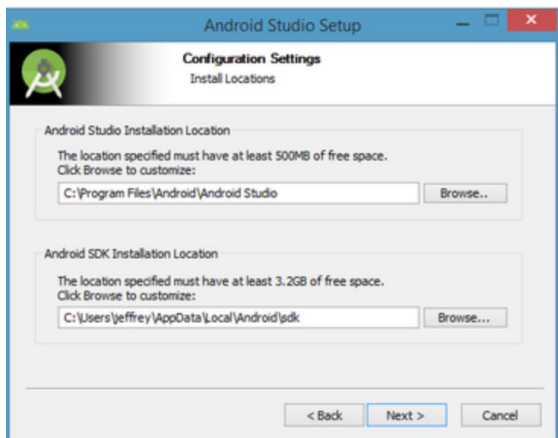 Android Studio Setup
Configuration Settings
Install Locations
Android Studio Installation Location
The location specified must have at least 500MB of free space.
Click Browse to customize:
C:\Program Files\Android\Android Studio
Browse..
Android SDK Installation Location
The location specified must have at least 3.2GB of free space.
Click Browse to customize:
C:\Users\jeffrey\AppData\Local\Android\sdk
Browse...
< Back
Next >
Cancel